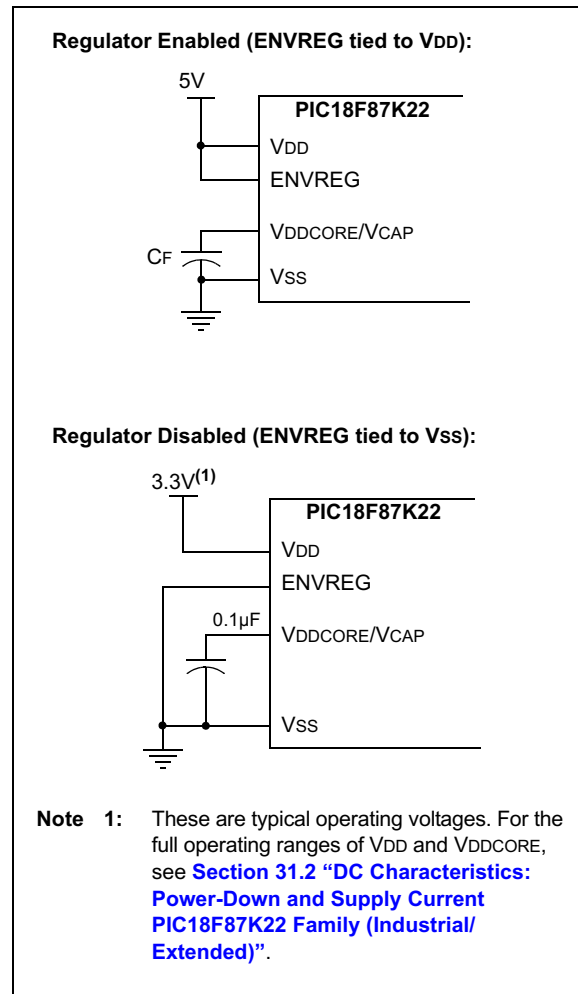 Regulator Enabled (ENVREG tied to VDD):
5V
PIC18F87K22
VDD
ENVREG
VDDCORE/VCAP
CF
VSS
Regulator Disabled (ENVREG tied to VSS):
3.3V(1)
PIC18F87K22
VDD
ENVREG
0.1µF
VDDCORE/VCAP
VSS
Note 1: These are typical operating voltages. For the
full operating ranges of VDD and VDDCORE,
see Section 31.2 “DC Characteristics:
Power-Down and Supply Current
PIC18F87K22 Family (Industrial/
Extended)”.